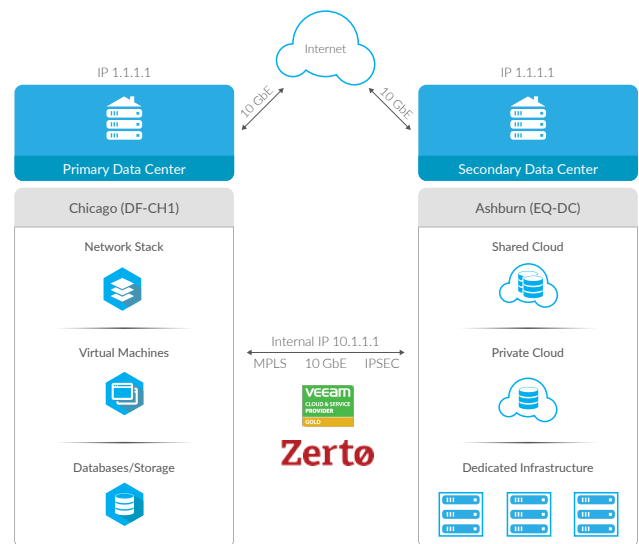 Internet
IP 1.1.1.1
IP 1.1.1.1
10 GbE
10 GbE
Primary Data Center
Secondary Data Center
Chicago (DF-CH1)
Ashburn (EQ-DC)
Network Stack
Shared Cloud
Internal IP 10.1.1.1
MPLS 10 GbE IPSEC
Virtual Machines
Private Cloud
veeam
CLOUD & SERVICE
PROVIDER
GOLD
Zertø
Databases/Storage
Dedicated Infrastructure